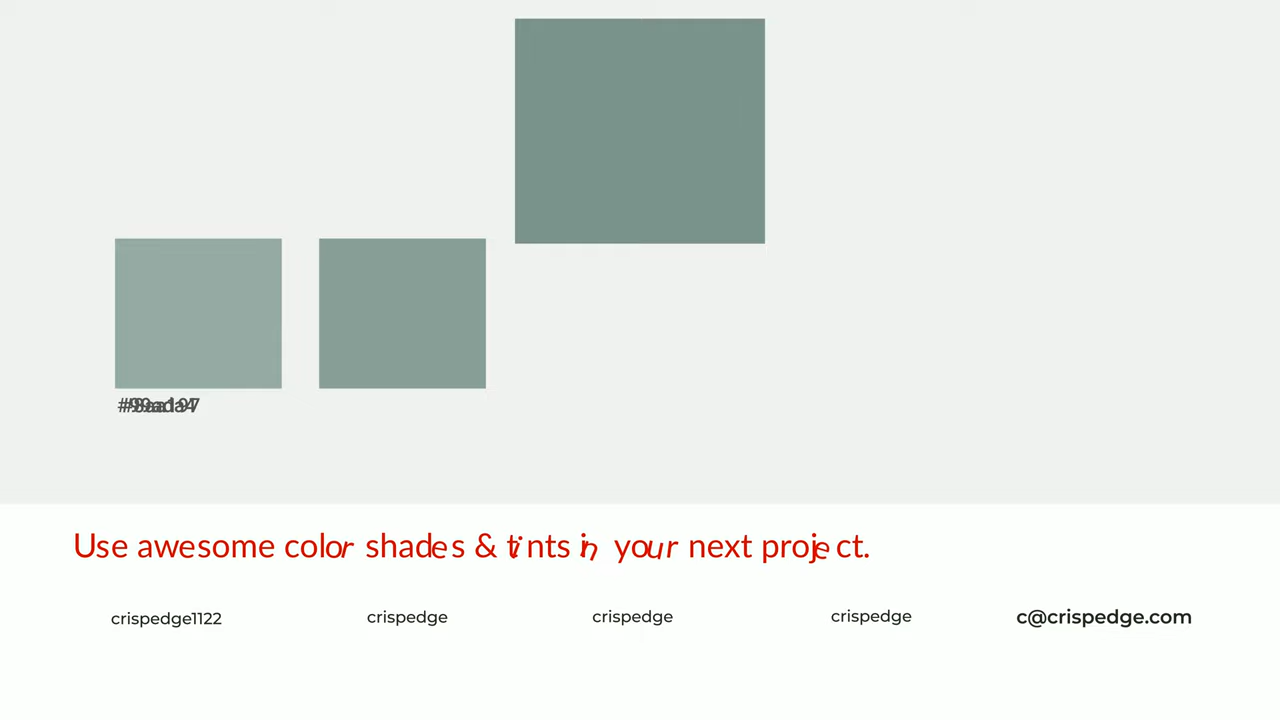 Use awesome color shades & tints in your next project.
crispedge1122 crispedge crispedge crispedge c@crispedge.com